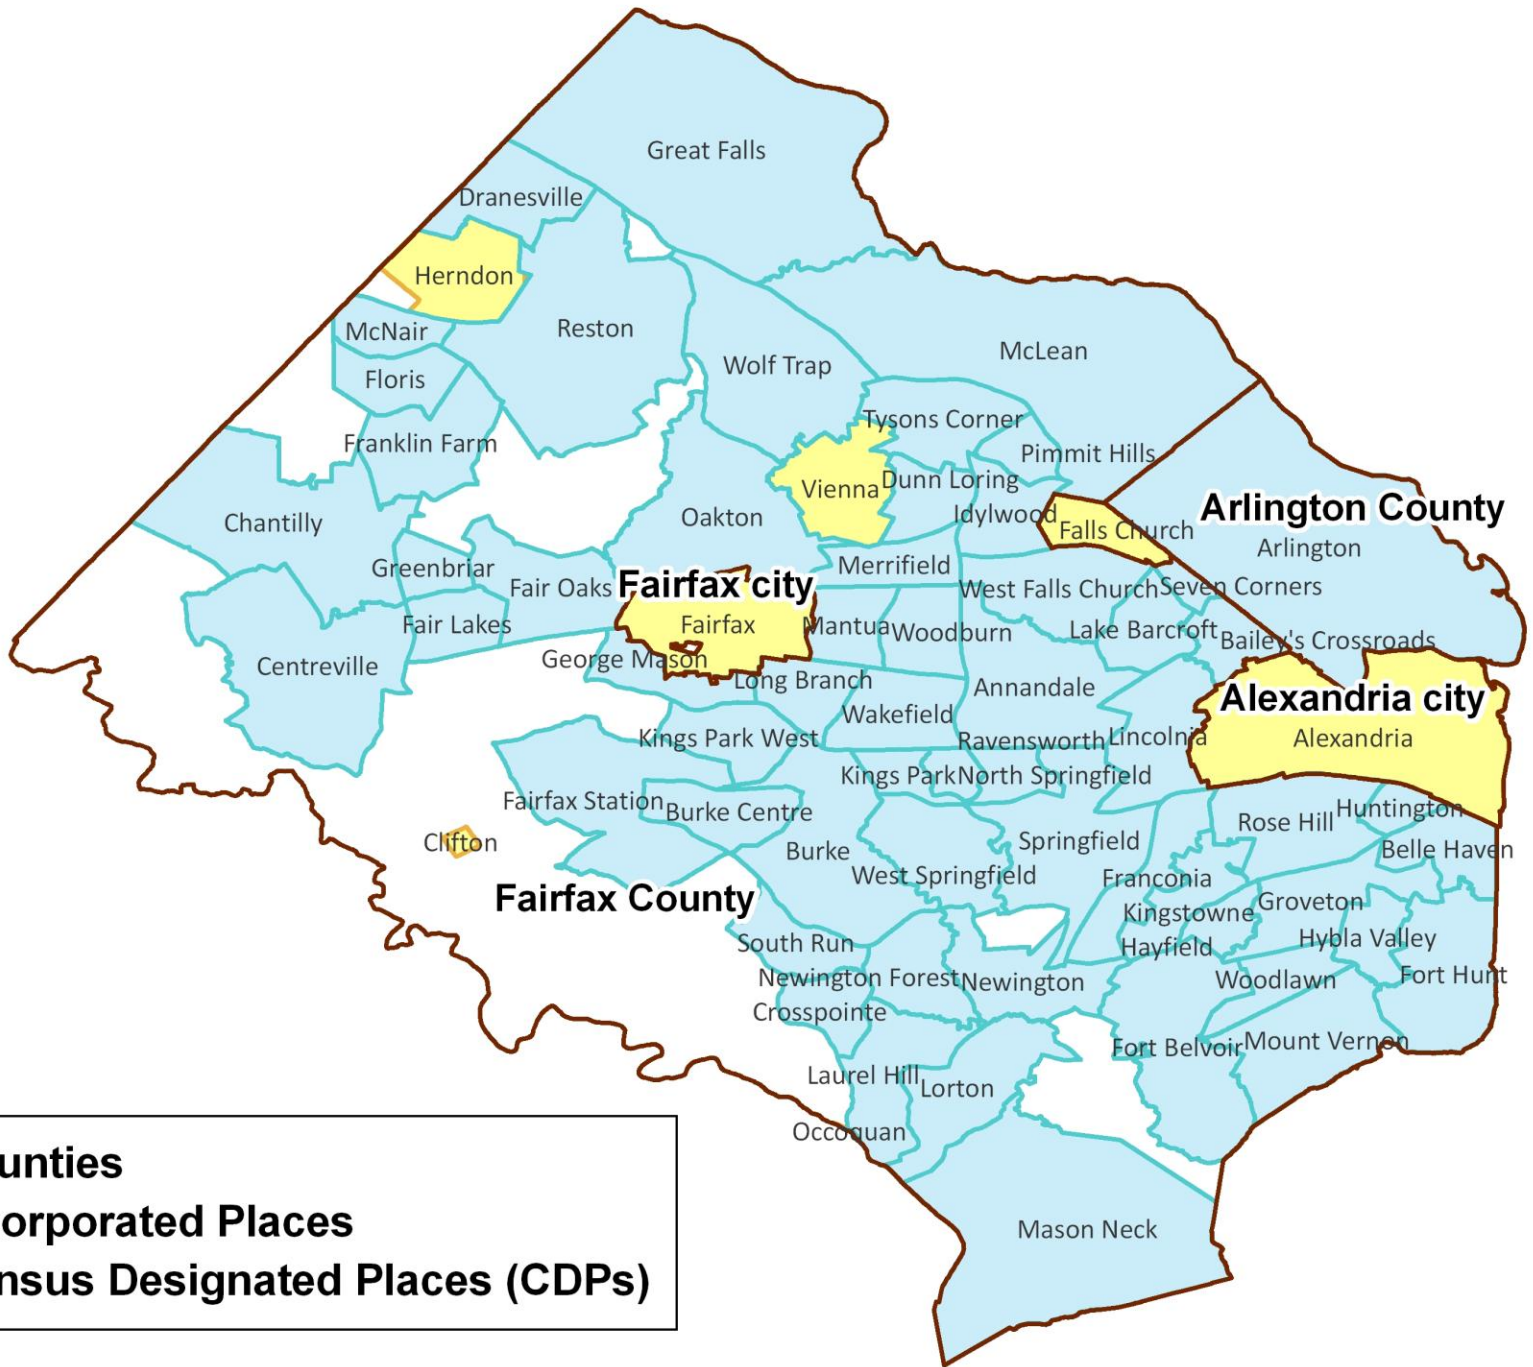 Great Falls
Dranesville
Herndon
Reston
McNair
McLean
Wolf Trap
Floris
Tysons Corner
Franklin Farm
Pimmit Hills
Dunn Loring
Vienna
Arlington County
Idylwood
Oakton
Chantilly
Falls Church
Arlington
Merrifield
Greenbriar
Fair Oaks
Fairfax city
West Falls Church
Seven Corners
Fair Lakes
Fairfax
Mantua
Woodburn
Lake Barcroft
Bailey's Crossroads
George Mason
Centreville
Long Branch
Annandale
Alexandria city
Wakefield
Kings Park West
Ravensworth
Lincolnia
Alexandria
Kings Park
North Springfield
Fairfax Station
Burke Centre
Huntington
Rose Hill
Clifton
Springfield
Burke
Belle Haven
West Springfield
Franconia
Fairfax County
Groveton
Kingstowne
South Run
Hybla Valley
Hayfield
Newington Forest
Newington
Woodlawn
Fort Hunt
Crosspointe
Fort Belvoir
Mount Vernon
Laurel Hill
Lorton
Occoquan
Mason Neck
unties
orporated Places
nsus Designated Places (CDPs)